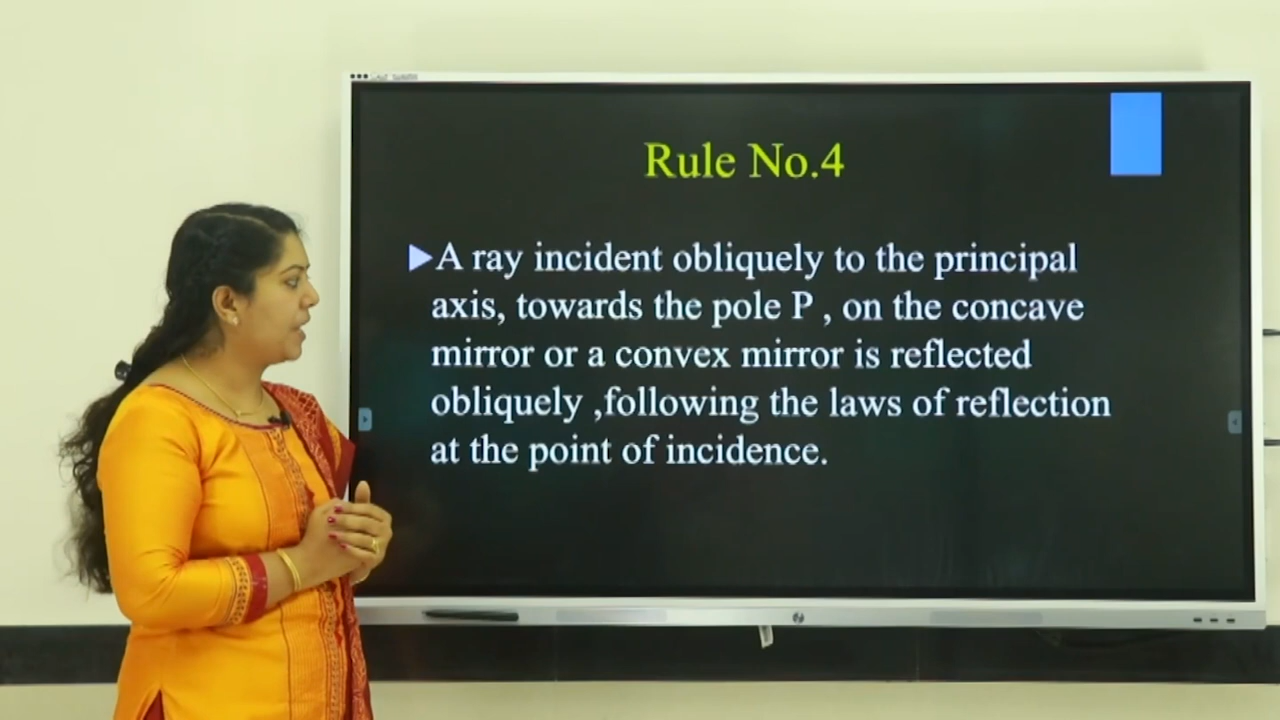 Rule No.4
A ray incident obliquely to the principal
axis, towards the pole P , on the concave
mirror or a convex mirror is reflected
obliquely ,following the laws of reflection
at the point of incidence.